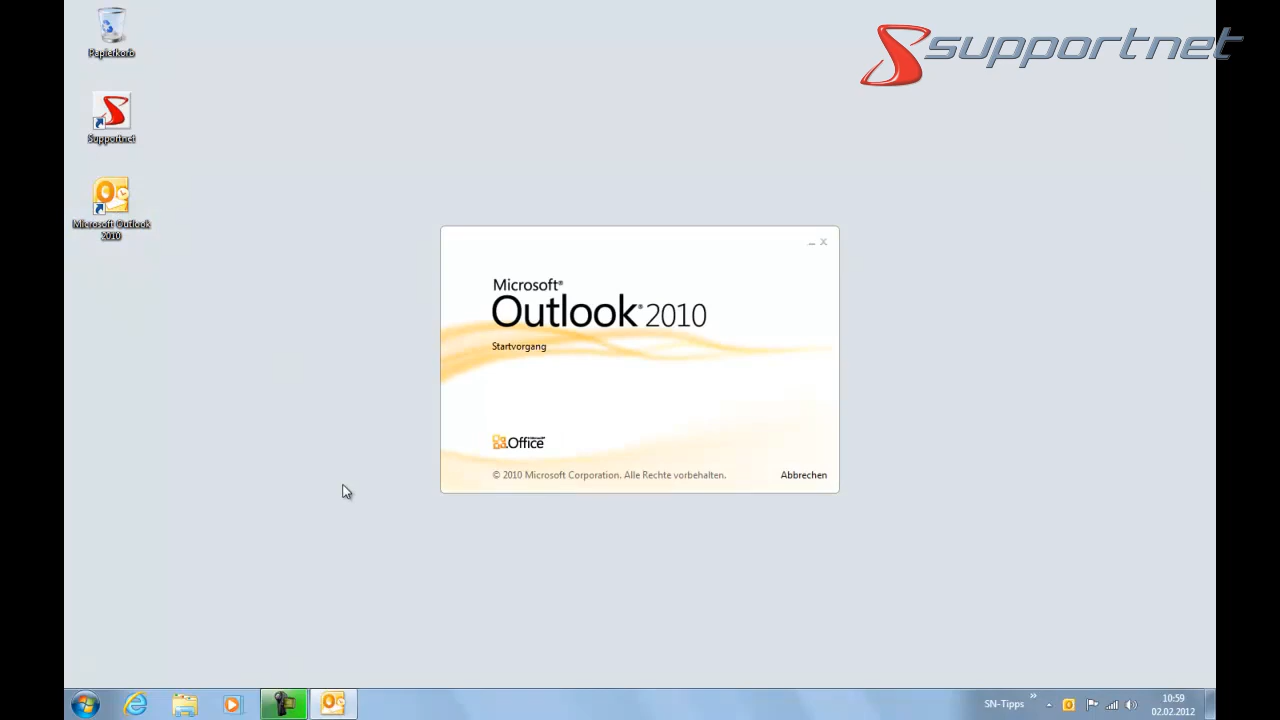 Papierkorb
supportnet
Supportnet
Microsoft Outlook
2010
Microsoft®
Outlook® 2010
Startvorgang
Microsoft
Office
© 2010 Microsoft Corporation. Alle Rechte vorbehalten.
Abbrechen
SN-Tipps
10:59
02.02.2012